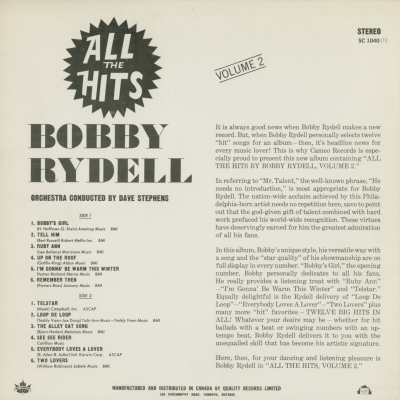 ALL
THE
HITS
VOLUME 2
STEREO
SC 1040
BOBBY
RYDELL
ORCHESTRA CONDUCTED BY DAVE STEPHENS
SIDE 1
1. BOBBY'S GIRL
BMI
2. TELL HIM
BMI
3. RUBY ANN
BMI
4. UP ON THE ROOF
BMI
5. I'M GONNA' BE WARM THIS WINTER
BMI
6. REMEMBER THEN
BMI
SIDE 2
1. TELSTAR
ASCAP
2. LOOP DE LOOP
BMI
3. THE ALLEY CAT SONG
BMI
4. SEE SEE RIDER
BMI
5. EVERYBODY LOVES A LOVER
ASCAP
6. TWO LOVERS
BMI
It is always good news when Bobby Rydell makes a new
record. But, when Bobby Rydell personally selects twelve
"hit" songs for an album – then, it's headline news for
every music lover! This is why Cameo Records is espe-
cially proud to present this new album containing "ALL
THE HITS BY BOBBY RYDELL, VOLUME 2."
In referring to "Mr. Talent," the well-known phrase, "He
needs no introduction," is most appropriate for Bobby
Rydell. The nation-wide acclaim achieved by this Phila-
delphia-born artist needs no repetition here, save to point
out that the god-given gift of talent combined with hard
work prefaced his world-wide recognition. These virtues
have deservingly earned for him the greatest admiration
of all his fans.
In this album, Bobby's unique style, his versatile way with
a song and the "star quality" of his showmanship are on
full display in every number. "Bobby's Girl," the opening
number, Bobby personally dedicates to all his fans.
He really provides a listening treat with "Ruby Ann"
–"I'm Gonna' Be Warm This Winter" and "Telstar."
Equally delightful is the Rydell delivery of "Loop De
Loop"–"Everybody Loves A Lover"–"Two Lovers" plus
many more "hit" favorites – TWELVE BIG HITS IN
ALL! Whatever your desires may be – whether for hit
ballads with a beat or swinging numbers with an up-
tempo beat, Bobby Rydell delivers it to you with the
unequalled skill that has become his artistic signature.
Here, then, for your dancing and listening pleasure is
Bobby Rydell in "ALL THE HITS, VOLUME 2."
MANUFACTURED AND DISTRIBUTED IN CANADA BY QUALITY RECORDS LIMITED